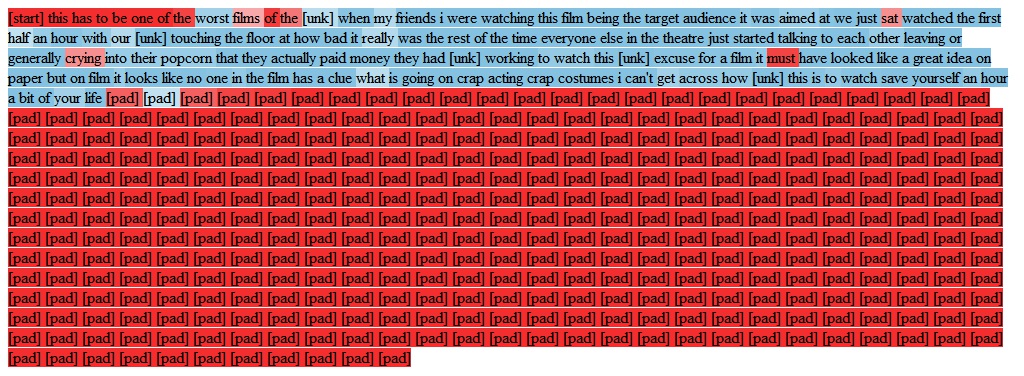 [start] this has to be one of the worst films of the [unk] when my friends i were watching this film being the target audience it was aimed at we just sat watched the first
half an hour with our [unk] touching the floor at how bad it really was the rest of the time everyone else in the theatre just started talking to each other leaving or
generally crying into their popcorn that they actually paid money they had [unk] working to watch this [unk] excuse for a film it must have looked like a great idea on
paper but on film it looks like no one in the film has a clue what is going on crap acting crap costumes i can't get across how [unk] this is to watch save yourself an hour
a bit of your life [pad] [pad] [pad] [pad] [pad] [pad] [pad] [pad] [pad] [pad] [pad] [pad] [pad] [pad] [pad] [pad] [pad] [pad] [pad] [pad] [pad] [pad] [pad] [pad]
[pad] [pad] [pad] [pad] [pad] [pad] [pad] [pad] [pad] [pad] [pad] [pad] [pad] [pad] [pad] [pad] [pad] [pad] [pad] [pad] [pad] [pad] [pad] [pad] [pad] [pad] [pad]
[pad] [pad] [pad] [pad] [pad] [pad] [pad] [pad] [pad] [pad] [pad] [pad] [pad] [pad] [pad] [pad] [pad] [pad] [pad] [pad] [pad] [pad] [pad] [pad] [pad] [pad] [pad]
[pad] [pad] [pad] [pad] [pad] [pad] [pad] [pad] [pad] [pad] [pad] [pad] [pad] [pad] [pad] [pad] [pad] [pad] [pad] [pad] [pad] [pad] [pad] [pad] [pad] [pad] [pad]
[pad] [pad] [pad] [pad] [pad] [pad] [pad] [pad] [pad] [pad] [pad] [pad] [pad] [pad] [pad] [pad] [pad] [pad] [pad] [pad] [pad] [pad] [pad] [pad] [pad] [pad] [pad]
[pad] [pad] [pad] [pad] [pad] [pad] [pad] [pad] [pad] [pad] [pad] [pad] [pad] [pad] [pad] [pad] [pad] [pad] [pad] [pad] [pad] [pad] [pad] [pad] [pad] [pad] [pad]
[pad] [pad] [pad] [pad] [pad] [pad] [pad] [pad] [pad] [pad] [pad] [pad] [pad] [pad] [pad] [pad] [pad] [pad] [pad] [pad] [pad] [pad] [pad] [pad] [pad] [pad] [pad]
[pad] [pad] [pad] [pad] [pad] [pad] [pad] [pad] [pad] [pad] [pad] [pad] [pad] [pad] [pad] [pad] [pad] [pad] [pad] [pad] [pad] [pad] [pad] [pad] [pad] [pad] [pad]
[pad] [pad] [pad] [pad] [pad] [pad] [pad] [pad] [pad] [pad] [pad] [pad] [pad] [pad] [pad] [pad] [pad] [pad] [pad] [pad] [pad] [pad] [pad] [pad] [pad] [pad] [pad]
[pad] [pad] [pad] [pad] [pad] [pad] [pad] [pad] [pad] [pad] [pad] [pad] [pad] [pad] [pad] [pad] [pad] [pad] [pad] [pad] [pad] [pad] [pad] [pad] [pad] [pad] [pad]
[pad] [pad] [pad] [pad] [pad] [pad] [pad] [pad] [pad] [pad] [pad] [pad] [pad] [pad] [pad] [pad] [pad] [pad] [pad] [pad] [pad] [pad] [pad] [pad] [pad] [pad] [pad]
[pad] [pad] [pad] [pad] [pad] [pad] [pad] [pad] [pad] [pad] [pad] [pad] [pad] [pad] [pad] [pad] [pad] [pad] [pad] [pad] [pad] [pad] [pad] [pad] [pad] [pad] [pad]
[pad] [pad] [pad] [pad] [pad] [pad] [pad] [pad] [pad] [pad] [pad] [pad] [pad] [pad] [pad] [pad] [pad] [pad] [pad] [pad] [pad] [pad] [pad] [pad] [pad] [pad] [pad]
[pad] [pad] [pad] [pad] [pad] [pad] [pad] [pad] [pad] [pad] [pad]